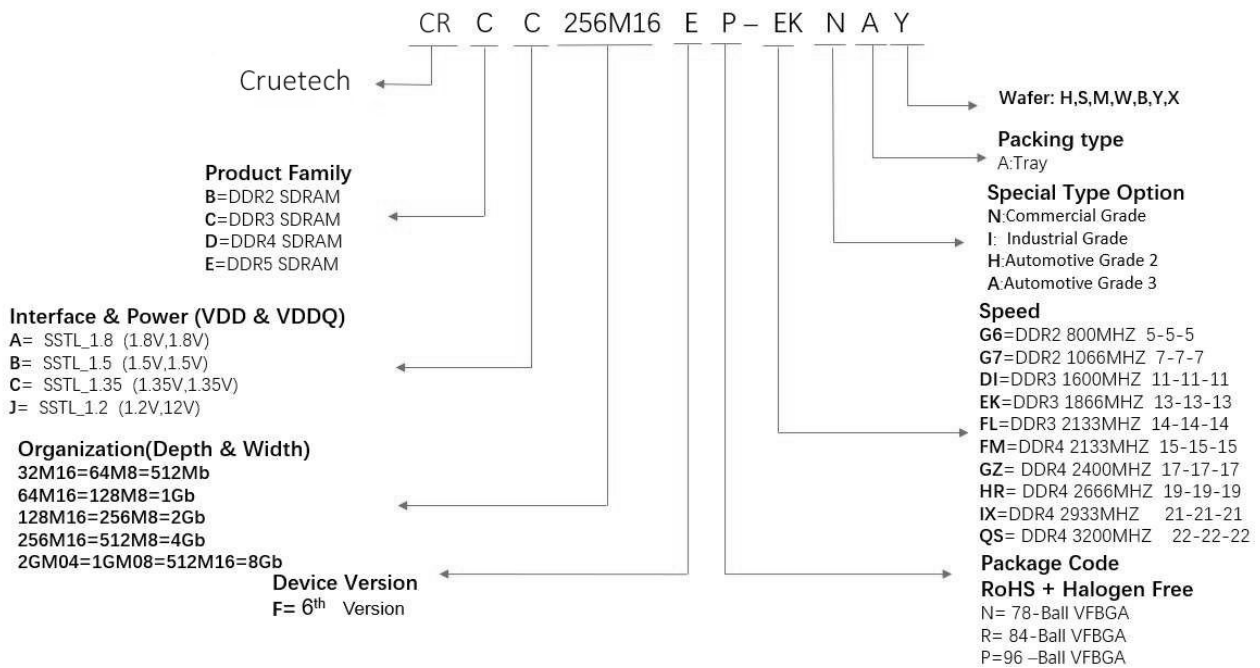 CR C C 256M16 E P – EK N A Y
Cruetech
Product Family
B=DDR2 SDRAM
C=DDR3 SDRAM
D=DDR4 SDRAM
E=DDR5 SDRAM
Interface & Power (VDD & VDDQ)
A= SSTL_1.8 (1.8V,1.8V)
B= SSTL_1.5 (1.5V,1.5V)
C= SSTL_1.35 (1.35V,1.35V)
J= SSTL_1.2 (1.2V,12V)
Organization(Depth & Width)
32M16=64M8=512Mb
64M16=128M8=1Gb
128M16=256M8=2Gb
256M16=512M8=4Gb
2GM04=1GM08=512M16=8Gb
Device Version
F= 6th Version
Wafer: H,S,M,W,B,Y,X
Packing type
A:Tray
Special Type Option
N:Commercial Grade
I: Industrial Grade
H:Automotive Grade 2
A:Automotive Grade 3
Speed
G6=DDR2 800MHZ 5-5-5
G7=DDR2 1066MHZ 7-7-7
DI=DDR3 1600MHZ 11-11-11
EK=DDR3 1866MHZ 13-13-13
FL=DDR3 2133MHZ 14-14-14
FM=DDR4 2133MHZ 15-15-15
GZ= DDR4 2400MHZ 17-17-17
HR= DDR4 2666MHZ 19-19-19
IX=DDR4 2933MHZ 21-21-21
QS= DDR4 3200MHZ 22-22-22
Package Code
RoHS + Halogen Free
N= 78-Ball VFBGA
R= 84-Ball VFBGA
P=96 –Ball VFBGA